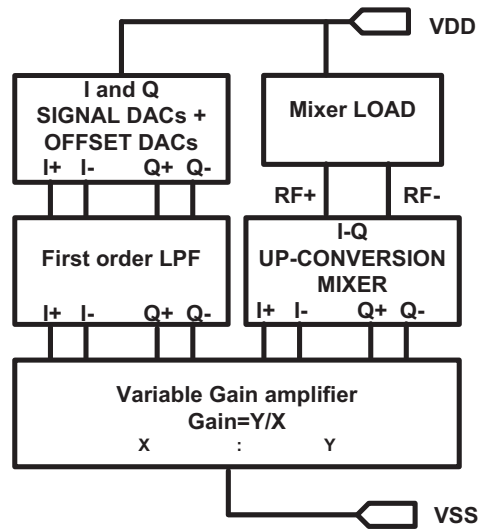 VDD
I and Q
SIGNAL DACs +
OFFSET DACs
I+ I- Q+ Q-
Mixer LOAD
RF+ RF-
First order LPF
I+ I- Q+ Q-
I-Q
UP-CONVERSION
MIXER
I+ I- Q+ Q-
Variable Gain amplifier
Gain=Y/X
X : Y
VSS